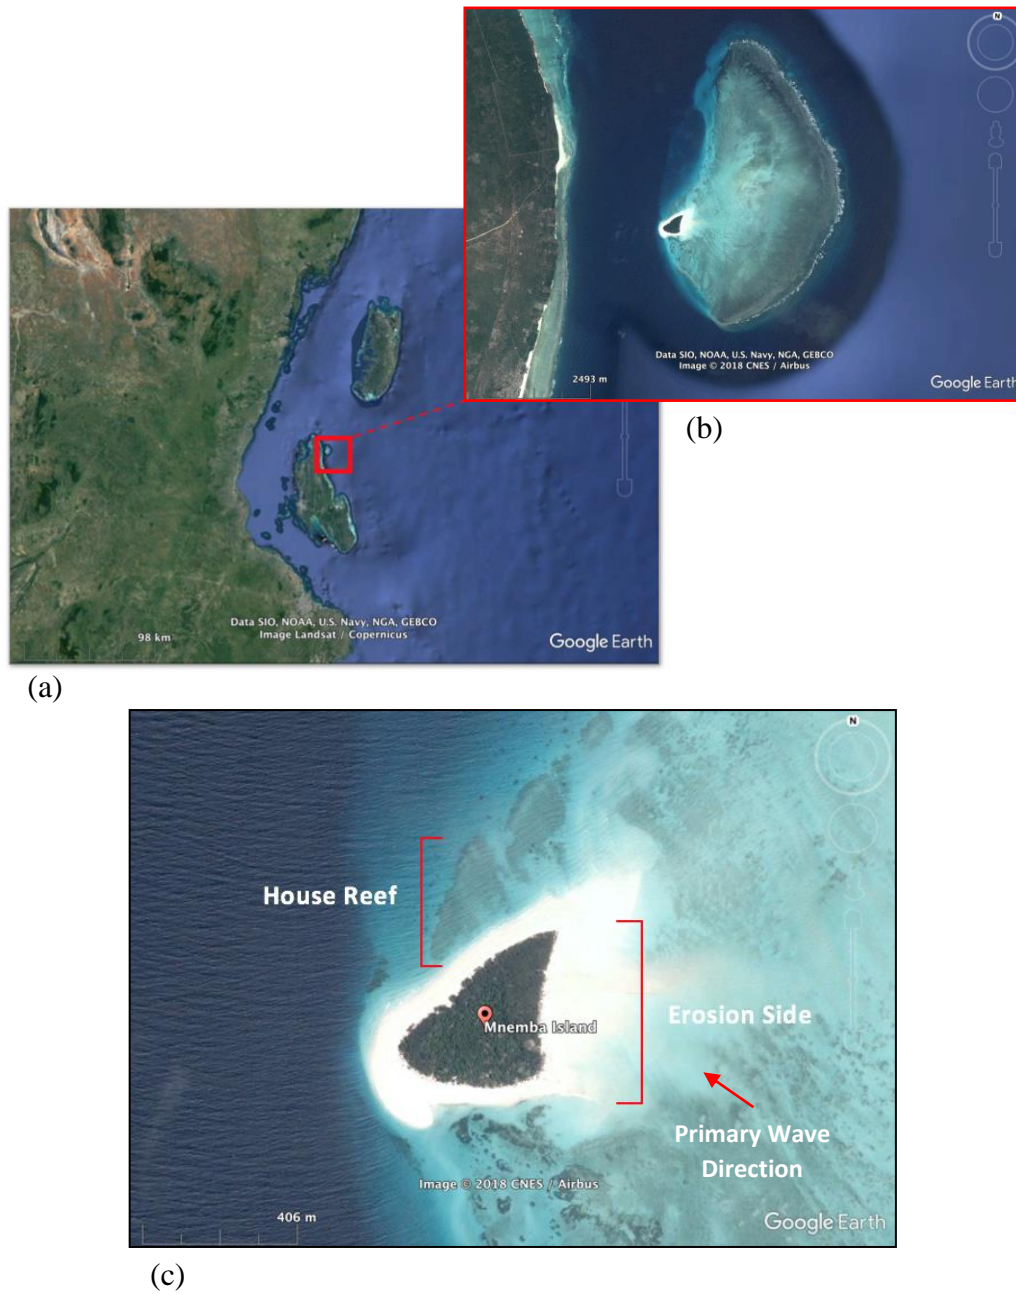 N
Data SIO, NOAA, U.S. Navy, NGA, GEBCO
Image © 2018 CNES / Airbus
2493 m
Google Earth
(b)
Data SIO, NOAA, U.S. Navy, NGA, GEBCO
Image Landsat / Copernicus
98 km
Google Earth
(a)
N
House Reef
Mnemba Island
Erosion Side
Primary Wave
Direction
Image © 2018 CNES / Airbus
406 m
Google Earth
(c)